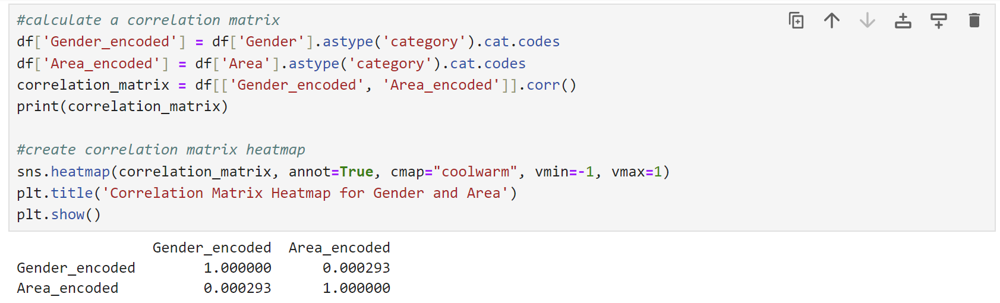 #calculate a correlation matrix
df['Gender_encoded'] = df['Gender'].astype('category').cat.codes
df['Area_encoded'] = df['Area'].astype('category').cat.codes
correlation_matrix = df[['Gender_encoded', 'Area_encoded']].corr()
print(correlation_matrix)

#create correlation matrix heatmap
sns.heatmap(correlation_matrix, annot=True, cmap="coolwarm", vmin=-1, vmax=1)
plt.title('Correlation Matrix Heatmap for Gender and Area')
plt.show()

                Gender_encoded  Area_encoded
Gender_encoded        1.000000      0.000293
Area_encoded          0.000293      1.000000